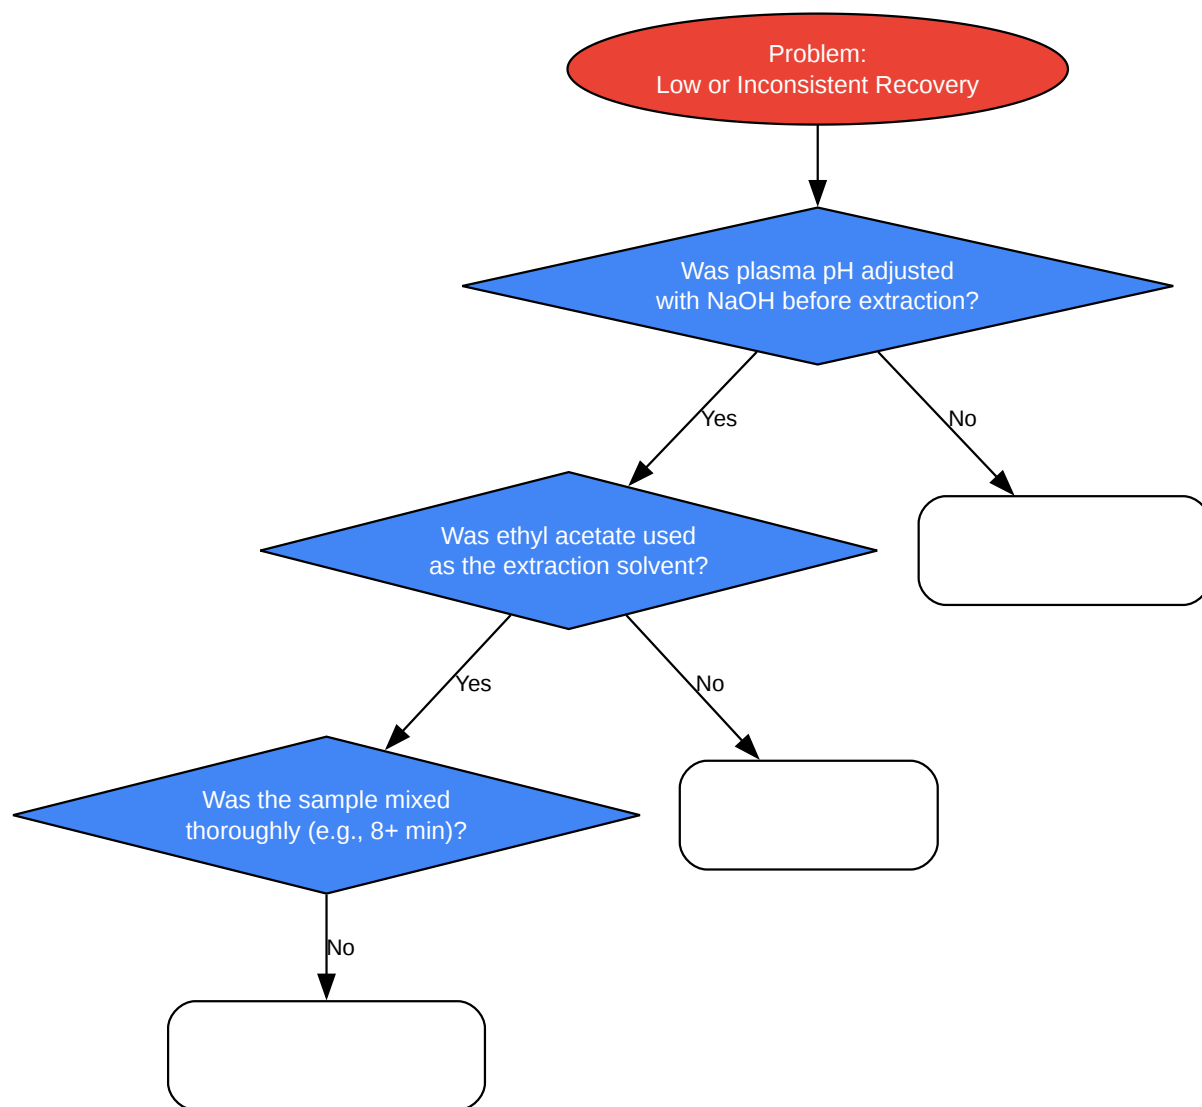 Problem:
Low or Inconsistent Recovery
Was plasma pH adjusted
with NaOH before extraction?
Yes
No
Was ethyl acetate used
as the extraction solvent?
Yes
No
Was the sample mixed
thoroughly (e.g., 8+ min)?
No